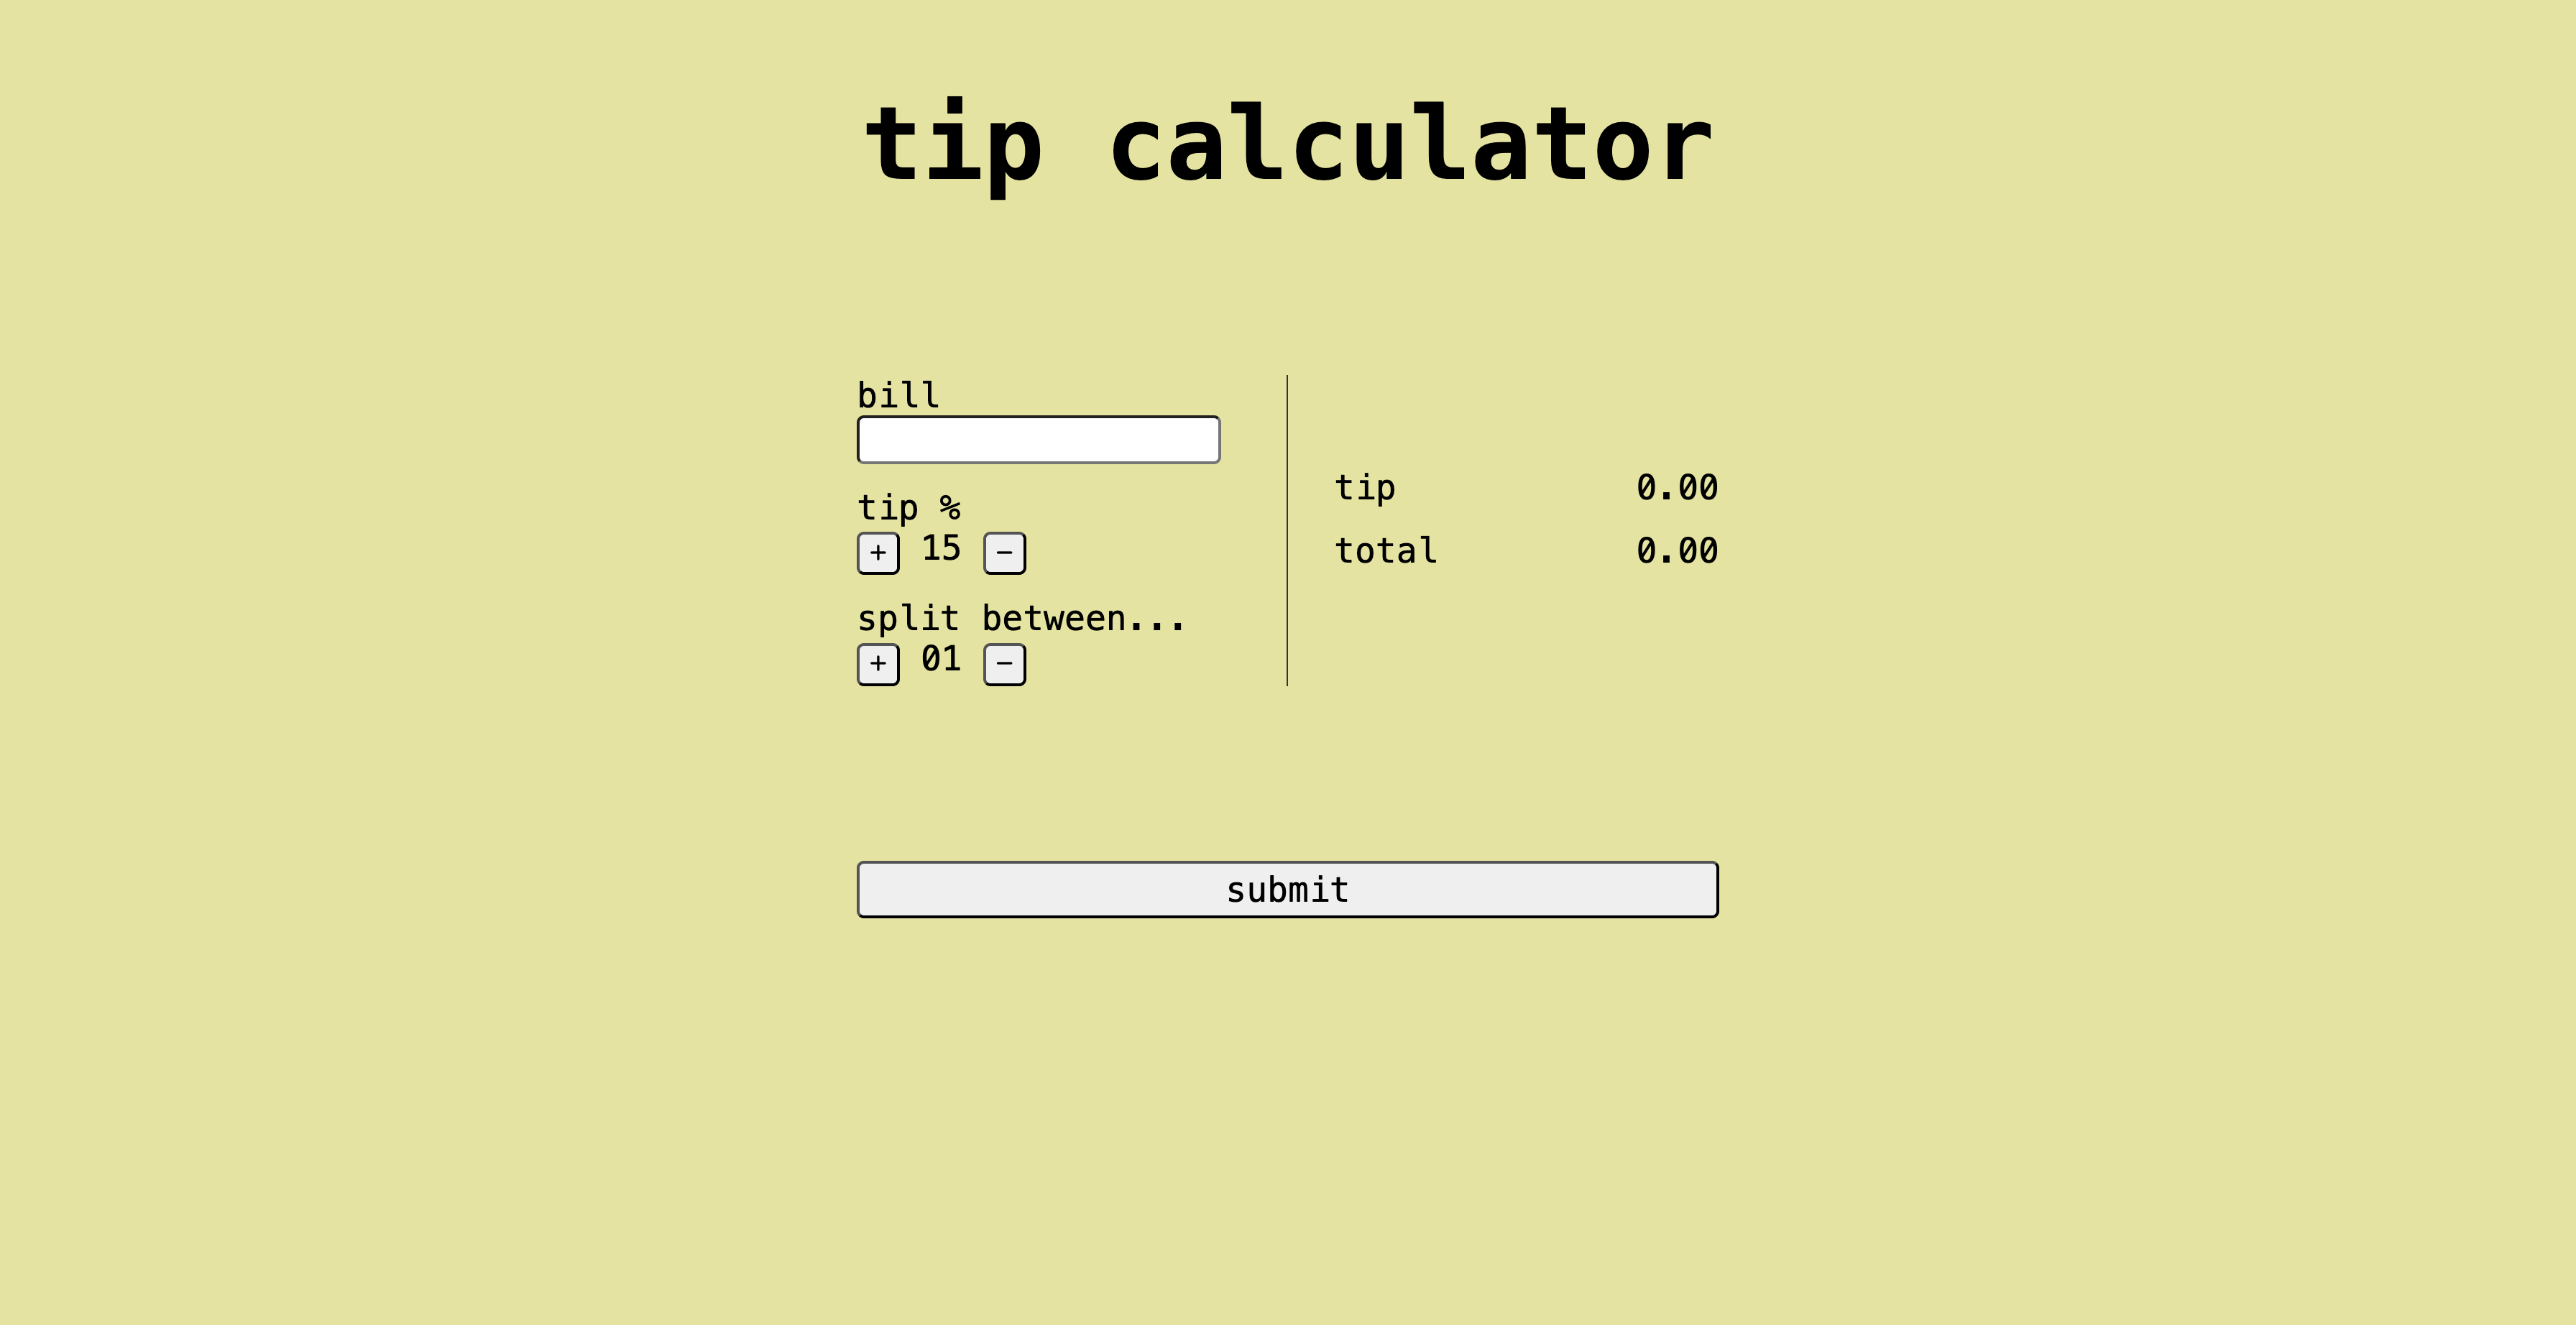 tip calculator
bill
tip %
+ 15 −
split between...
+ 01 −
tip 0.00
total 0.00
submit